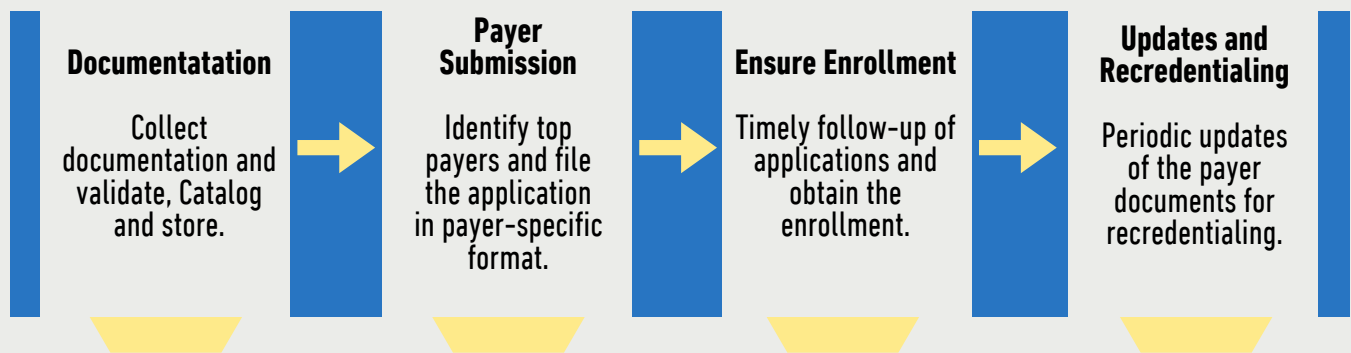 Documentatation
Collect
documentation and
validate, Catalog
and store.
Payer
Submission
Identify top
payers and file
the application
in payer-specific
format.
Ensure Enrollment
Timely follow-up of
applications and
obtain the
enrollment.
Updates and
Recredentialing
Periodic updates
of the payer
documents for
recredentialing.